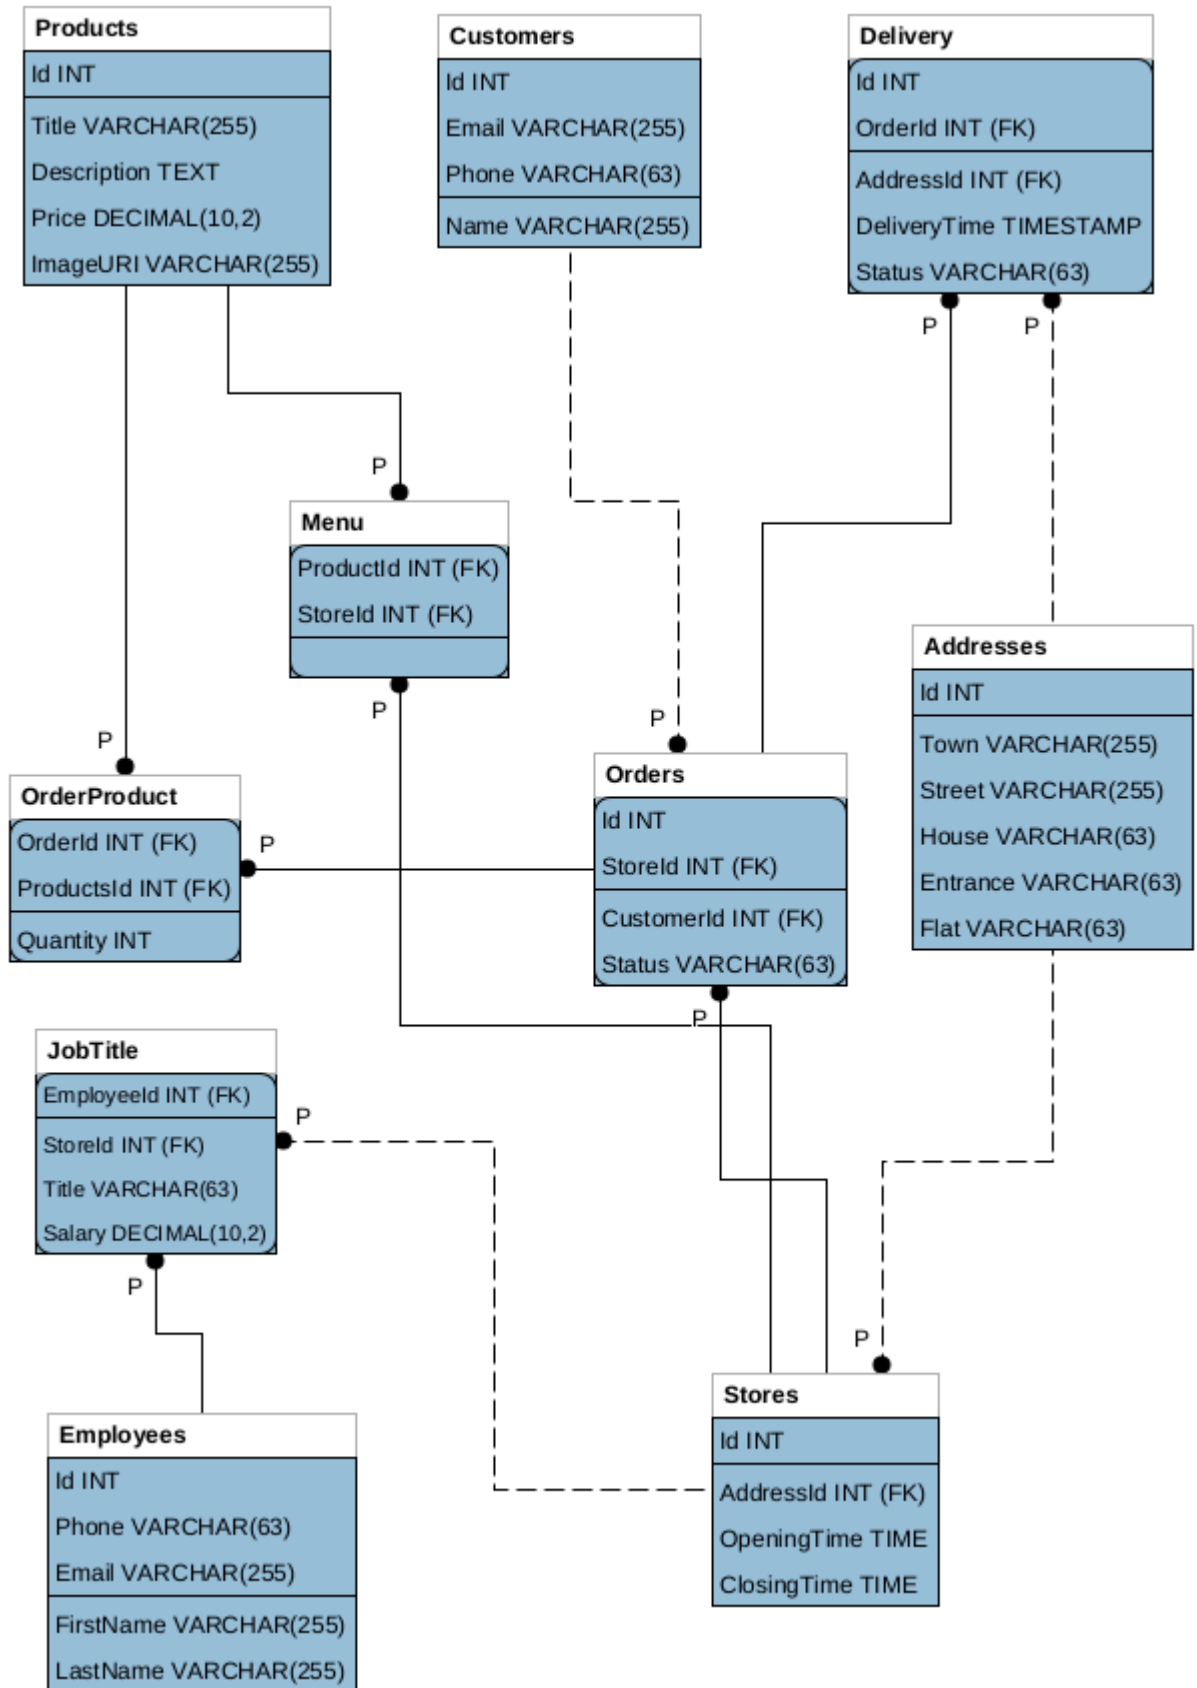 Products
Id INT
Title VARCHAR(255)
Description TEXT
Price DECIMAL(10,2)
ImageURI VARCHAR(255)
Customers
Id INT
Email VARCHAR(255)
Phone VARCHAR(63)
Name VARCHAR(255)
Delivery
Id INT
OrderId INT (FK)
AddressId INT (FK)
DeliveryTime TIMESTAMP
Status VARCHAR(63)
P
P
P
Menu
ProductId INT (FK)
StoreId INT (FK)
P
P
P
Addresses
Id INT
Town VARCHAR(255)
Street VARCHAR(255)
House VARCHAR(63)
Entrance VARCHAR(63)
Flat VARCHAR(63)
OrderProduct
OrderId INT (FK)
ProductsId INT (FK)
Quantity INT
P
Orders
Id INT
StoreId INT (FK)
CustomerId INT (FK)
Status VARCHAR(63)
P
JobTitle
EmployeeId INT (FK)
StoreId INT (FK)
Title VARCHAR(63)
Salary DECIMAL(10,2)
P
P
P
Employees
Id INT
Phone VARCHAR(63)
Email VARCHAR(255)
FirstName VARCHAR(255)
LastName VARCHAR(255)
Stores
Id INT
AddressId INT (FK)
OpeningTime TIME
ClosingTime TIME